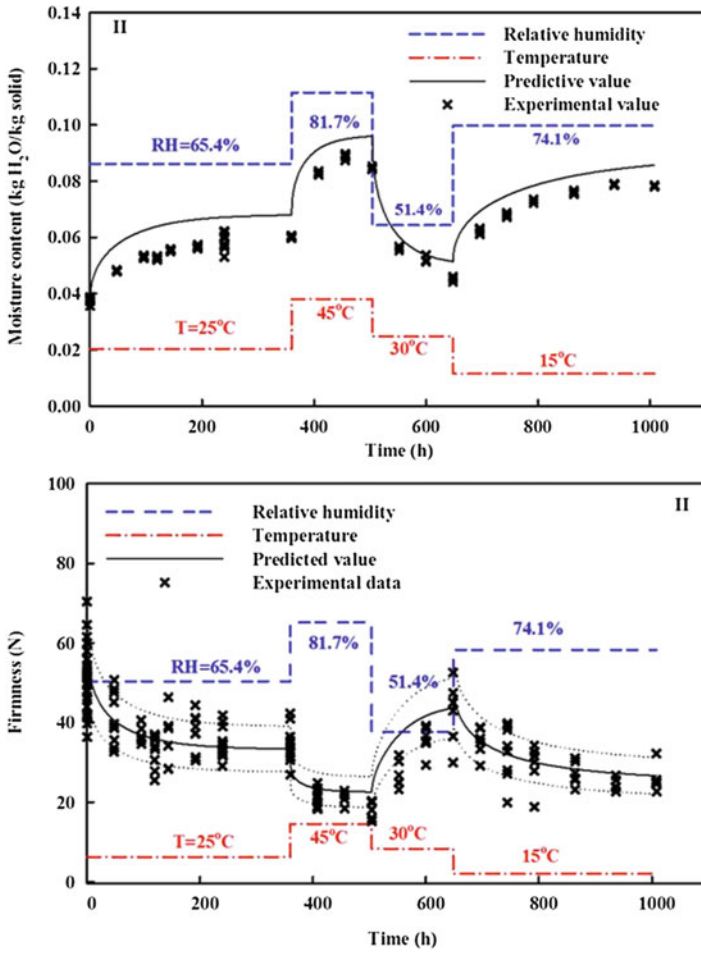 II
Relative humidity
Temperature
Predictive value
Experimental value
RH=65.4%
81.7%
51.4%
74.1%
T=25°C
45°C
30°C
15°C
Moisture content (kg H2O/kg solid)
0.14
0.12
0.10
0.08
0.06
0.04
0.02
0.00
0 200 400 600 800 1000
Time (h)
II
Relative humidity
Temperature
Predicted value
Experimental data
RH=65.4%
81.7%
51.4%
74.1%
T=25°C
45°C
30°C
15°C
Firmness (N)
100
80
60
40
20
0
0 200 400 600 800 1000
Time (h)